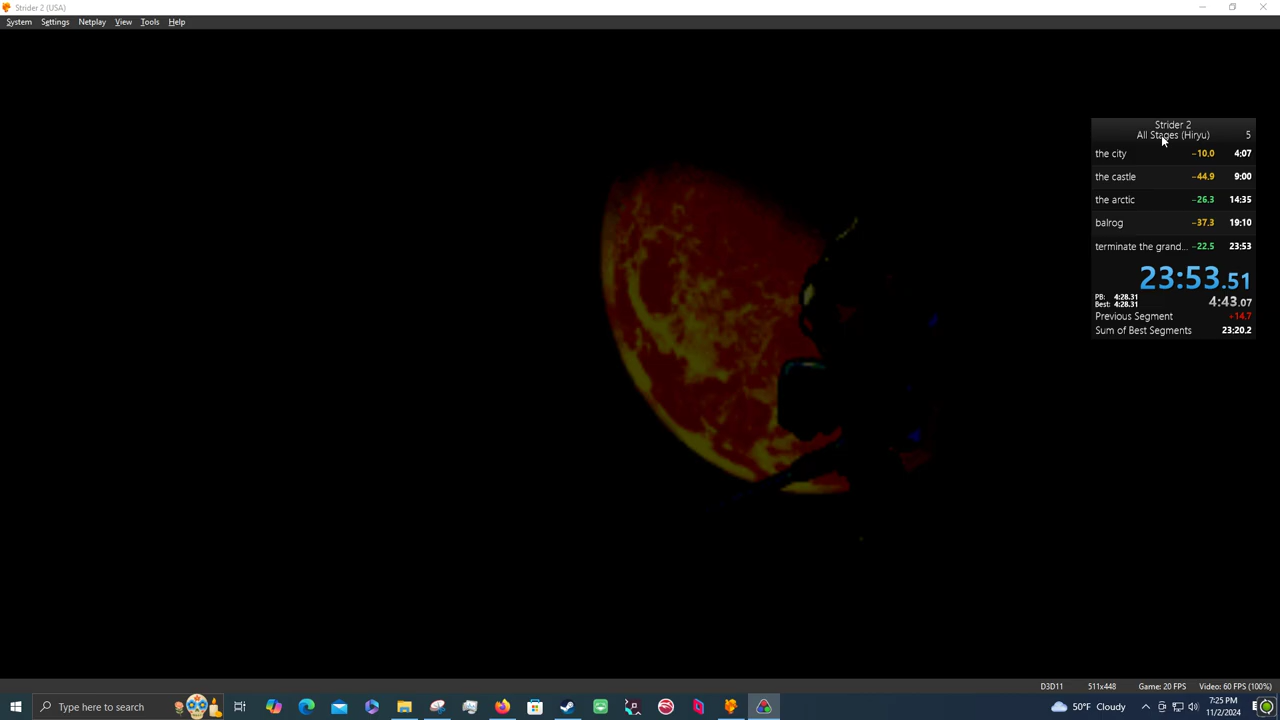 Strider 2 (USA)
System Settings Netplay View Tools Help
Strider 2
All Stages (Hiryu) 5
the city −10.0 4:07
the castle −44.9 9:00
the arctic −26.3 14:35
balrog −37.3 19:10
terminate the grand... −22.5 23:53
23:53.51
PB: 4:28.31
Best: 4:28.31
4:43.07
Previous Segment +14.7
Sum of Best Segments 23:20.2
D3D11 511x448 Game: 20 FPS Video: 60 FPS (100%)
Type here to search
50°F Cloudy
7:25 PM
11/2/2024